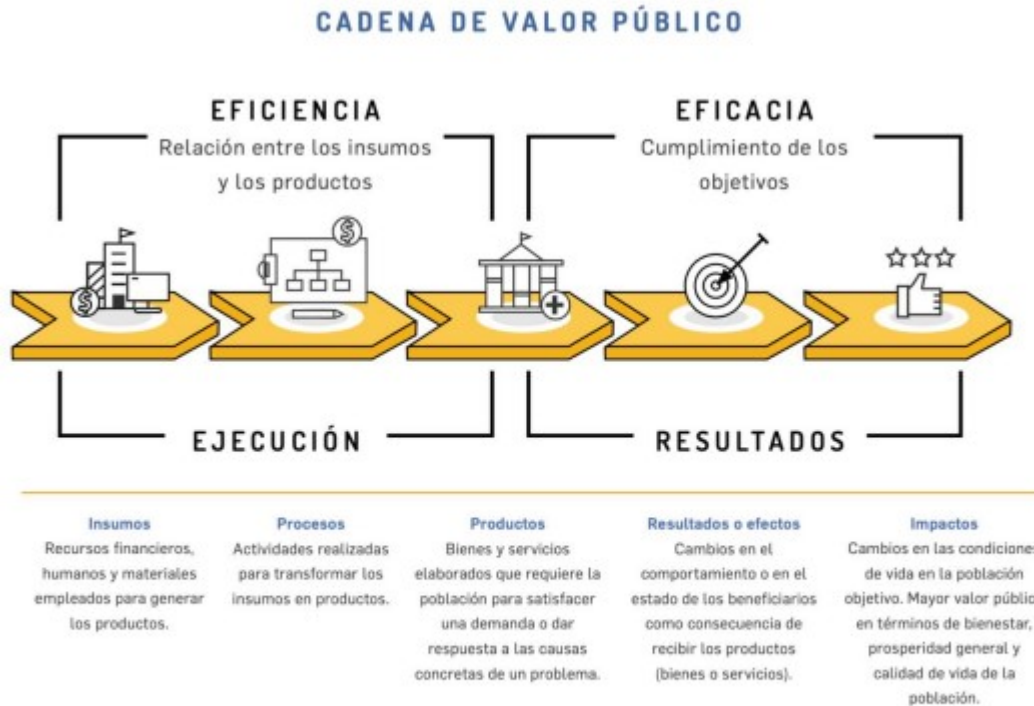 CADENA DE VALOR PÚBLICO
EFICIENCIA
Relación entre los insumos
y los productos
EFICACIA
Cumplimiento de los
objetivos
$
$
EJECUCIÓN
RESULTADOS
Insumos
Recursos financieros,
humanos y materiales
empleados para generar
los productos.
Procesos
Actividades realizadas
para transformar los
insumos en productos.
Productos
Bienes y servicios
elaborados que requiere la
población para satisfacer
una demanda o dar
respuesta a las causas
concretas de un problema.
Resultados o efectos
Cambios en el
comportamiento o en el
estado de los beneficiarios
como consecuencia de
recibir los productos
(bienes o servicios).
Impactos
Cambios en las condicione
de vida en la población
objetivo. Mayor valor públic
en términos de bienestar,
prosperidad general y
calidad de vida de la
población.